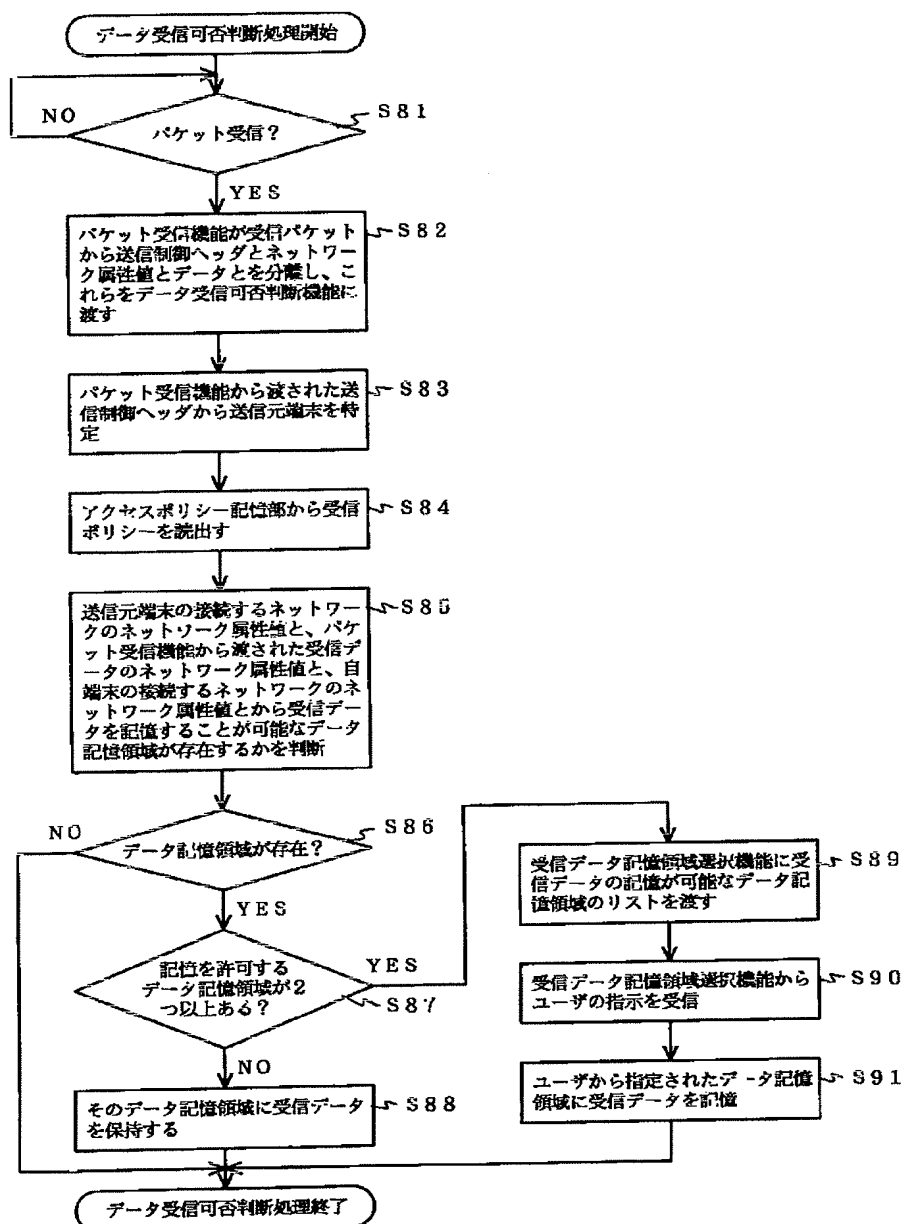 データ受信可否判断処理開始
NO
S81
パケット受信？
YES
パケット受信機能が受信パケット
から送信制御ヘッダとネットワー
ク属性値とデータとを分離し、こ
れらをデータ受信可否判断機能に
渡す
S82
パケット受信機能から渡された送
信制御ヘッダから送信元端末を特
定
S83
アクセスポリシー記憶部から受信
ポリシーを読出す
S84
送信元端末の接続するネットワー
クのネットワーク属性値と、パケ
ット受信機能から渡された受信デ
ータのネットワーク属性値と、自
端末の接続するネットワークのネ
ットワーク属性値とから受信デー
タを記憶することが可能なデータ
記憶領域が存在するかを判断
S85
NO
S86
データ記憶領域が存在？
YES
記憶を許可する
データ記憶領域が2
つ以上ある？
YES
S87
NO
そのデータ記憶領域に受信データ
を保持する
S88
受信データ記憶領域選択機能に受
信データの記憶が可能なデータ記
憶領域のリストを渡す
S89
受信データ記憶領域選択機能から
ユーザの指示を受信
S90
ユーザから指定されたデータ記憶
領域に受信データを記憶
S91
データ受信可否判断処理終了